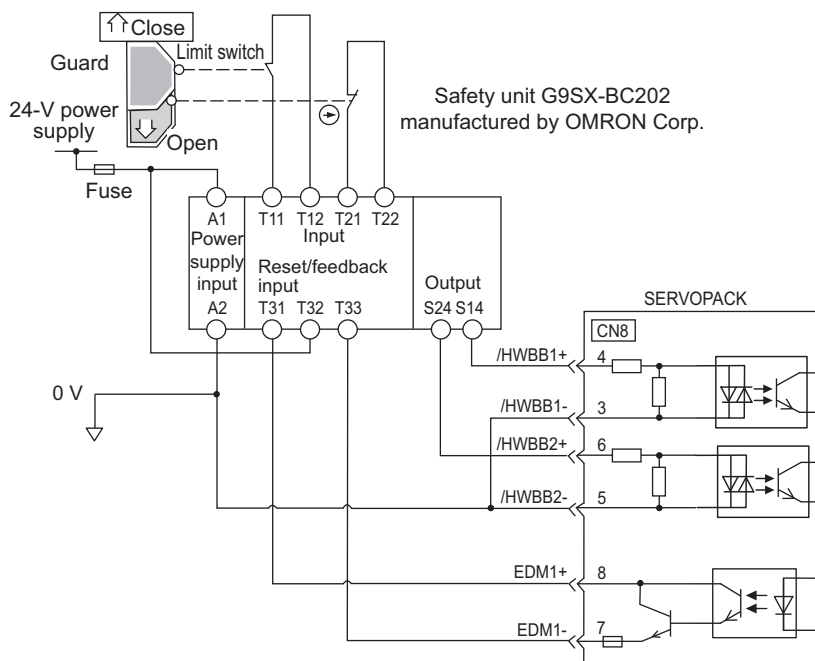 Close
Limit switch
Guard
24-V power
supply
Open
Fuse
Safety unit G9SX-BC202
manufactured by OMRON Corp.
A1 T11 T12 T21 T22
Power
supply
input
Input
Reset/feedback
input
Output
A2 T31 T32 T33 S24 S14
SERVOPACK
CN8
/HWBB1+ 4
0 V
/HWBB1- 3
/HWBB2+ 6
/HWBB2- 5
EDM1+ 8
EDM1- 7